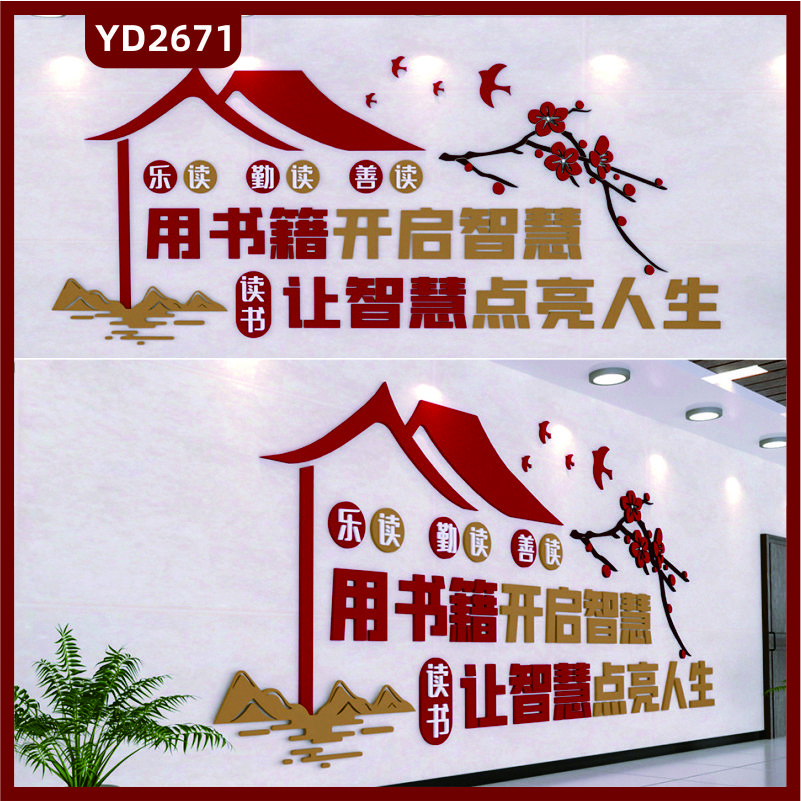 YD2671
乐读 勤读 善读
用书籍开启智慧
读书
让智慧点亮人生
乐读 勤读 善读
用书籍开启智慧
读书
让智慧点亮人生